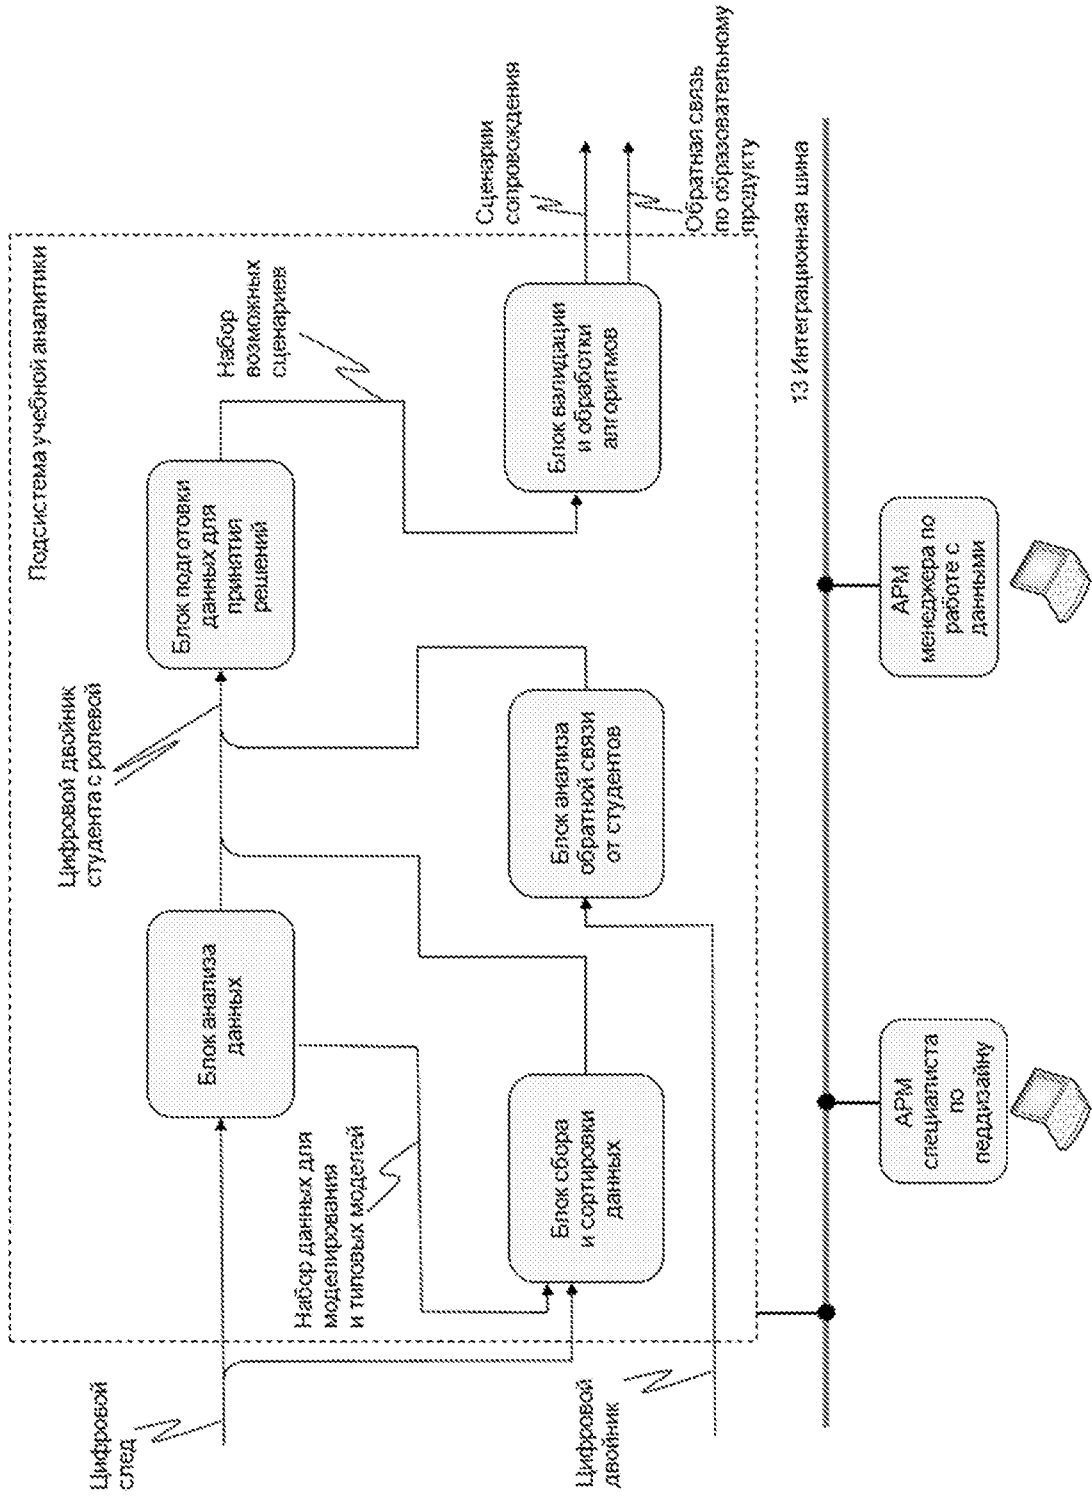 Подсистема учебной аналитики
Цифровой
след
Блок анализа
данных
Цифровой двойник
студента с ролевой
Блок подготовки
данных для
принятия
решений
Набор
возможных
сценариев
Набор данных для
моделирования
и типовых моделей
Блок сбора
и сортировки
данных
Блок анализа
обратной связи
от студентов
Блок валидации
и обработки
алгоритмов
Сценарии
сопровождения
Обратная связь
по образовательному
продукту
Цифровой
двойник
13 Интеграционная шина
АРМ
специалиста
по
педдизайну
АРМ
менеджера по
работе с
данными